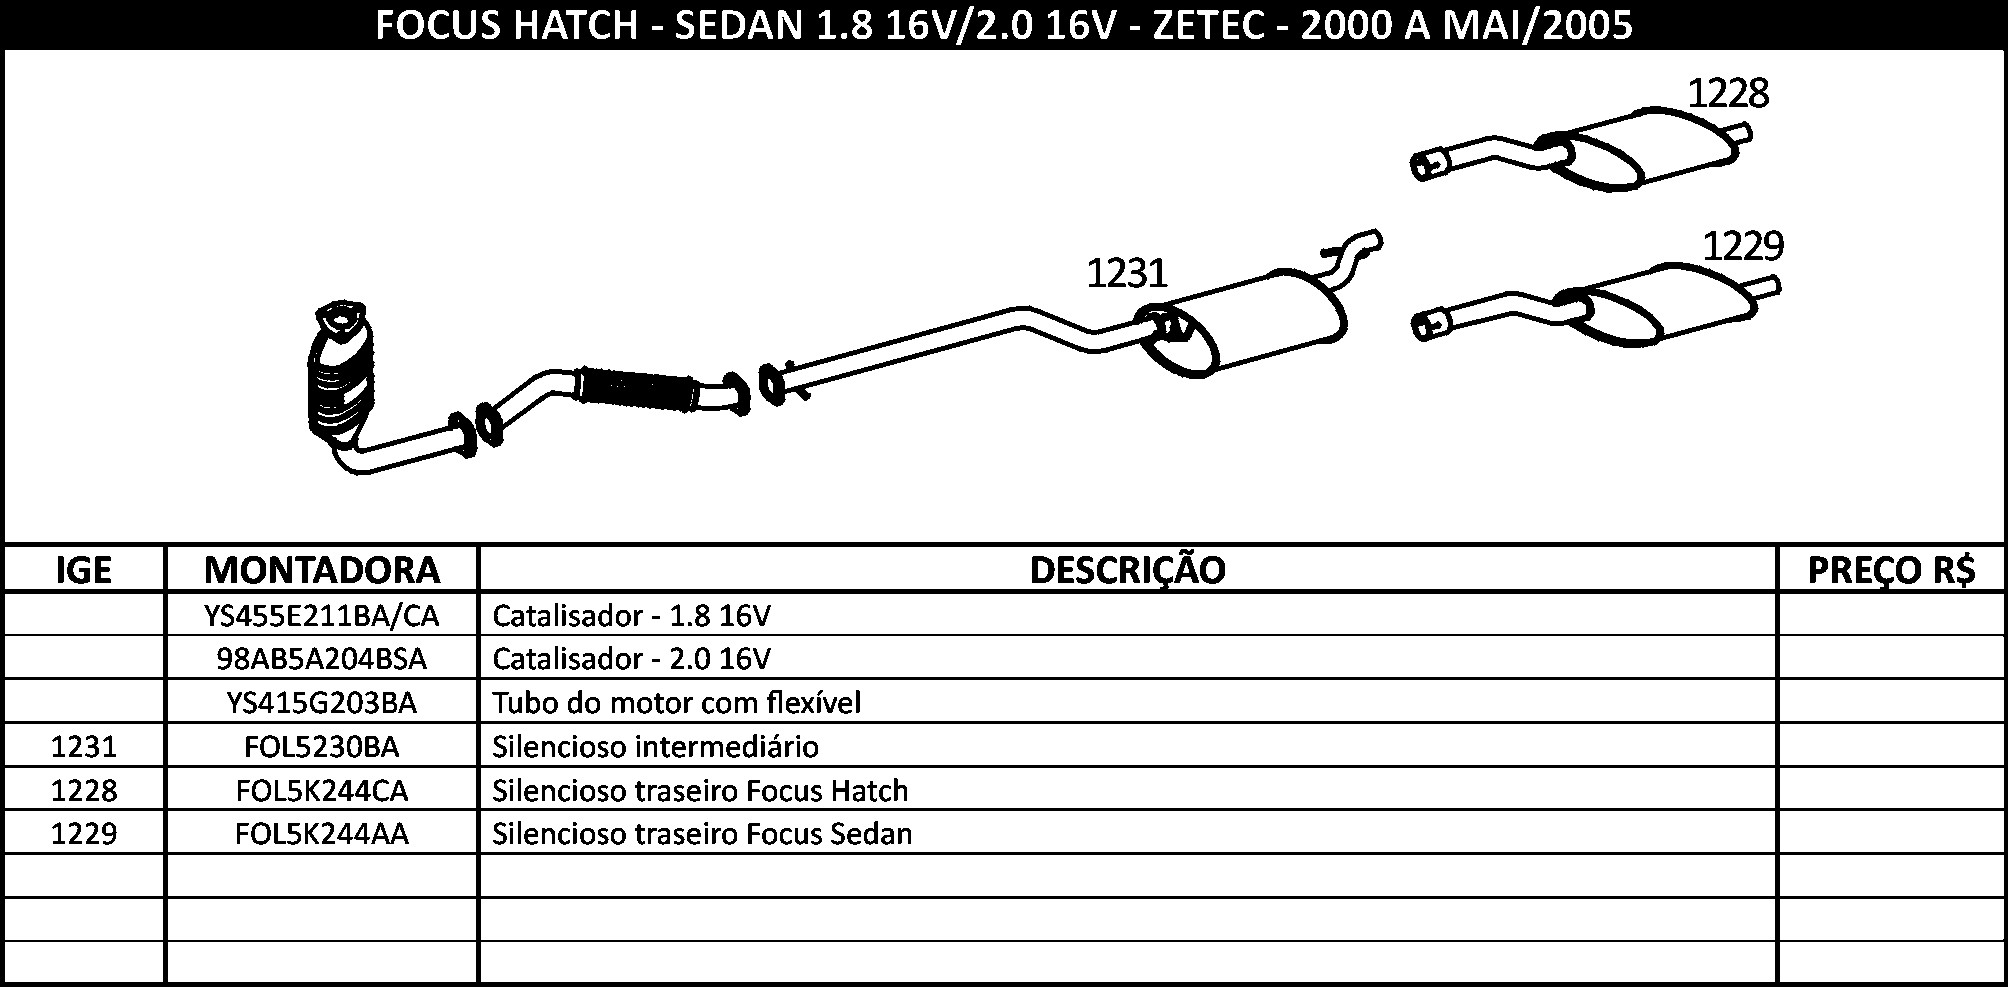 FOCUS HATCH - SEDAN 1.8 16V/2.0 16V - ZETEC - 2000 A MAI/2005
1228
1229
1231
IGE MONTADORA DESCRIÇÃO PREÇO R$
YS455E211BA/CA Catalisador - 1.8 16V
98AB5A204BSA Catalisador - 2.0 16V
YS415G203BA Tubo do motor com flexível
1231 FOL5230BA Silencioso intermediário
1228 FOL5K244CA Silencioso traseiro Focus Hatch
1229 FOL5K244AA Silencioso traseiro Focus Sedan